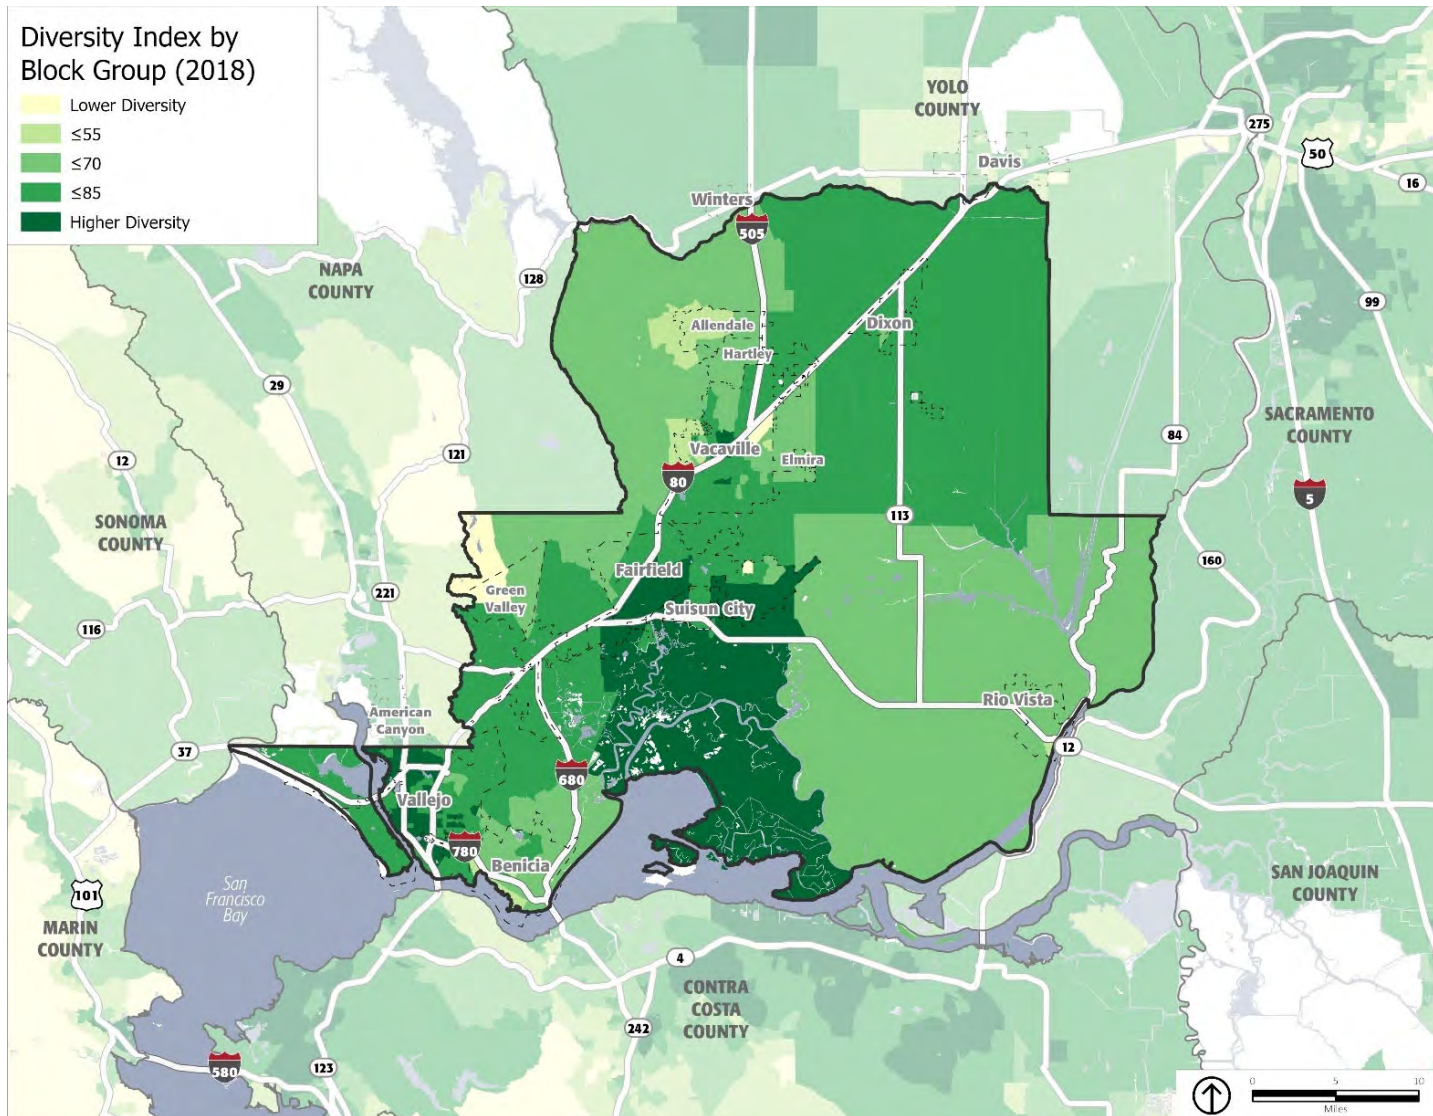 Diversity Index by
Block Group (2018)
Lower Diversity
≤55
≤70
≤85
Higher Diversity
YOLO
COUNTY
275
50
Davis
16
Winters
505
NAPA
COUNTY
128
99
Allendale
Dixon
Hartley
29
SACRAMENTO
COUNTY
84
121
Vacaville
12
Elmira
80
5
SONOMA
COUNTY
113
160
Fairfield
221
Green
Valley
Suisun City
116
Rio Vista
American
Canyon
37
12
680
Vallejo
780
Benicia
San
Francisco
Bay
101
SAN JOAQUIN
COUNTY
MARIN
COUNTY
4
CONTRA
COSTA
COUNTY
242
580
123
0 5 10
Miles